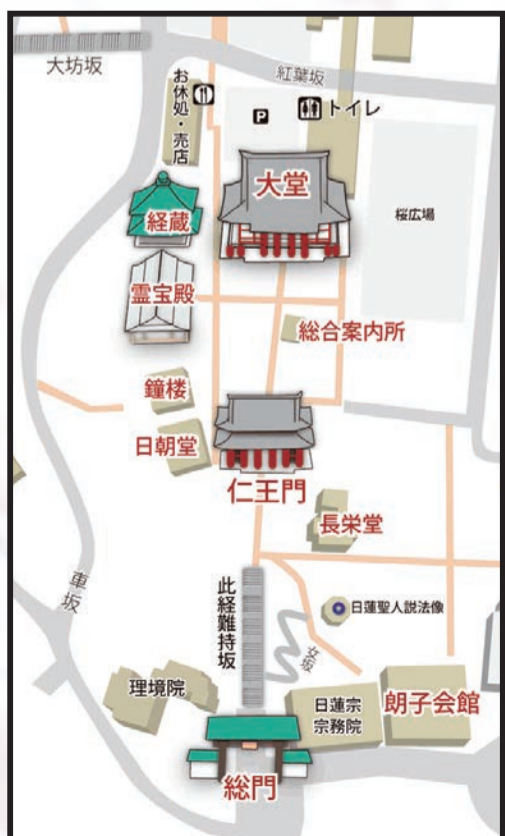 大坊坂
紅葉坂
お休処・売店
P
トイレ
大堂
経蔵
桜広場
霊宝殿
総合案内所
鐘楼
日朝堂
仁王門
長栄堂
車坂
此経難持坂
女坂
日蓮聖人説法像
理境院
日蓮宗
宗務院
朗子会館
総門